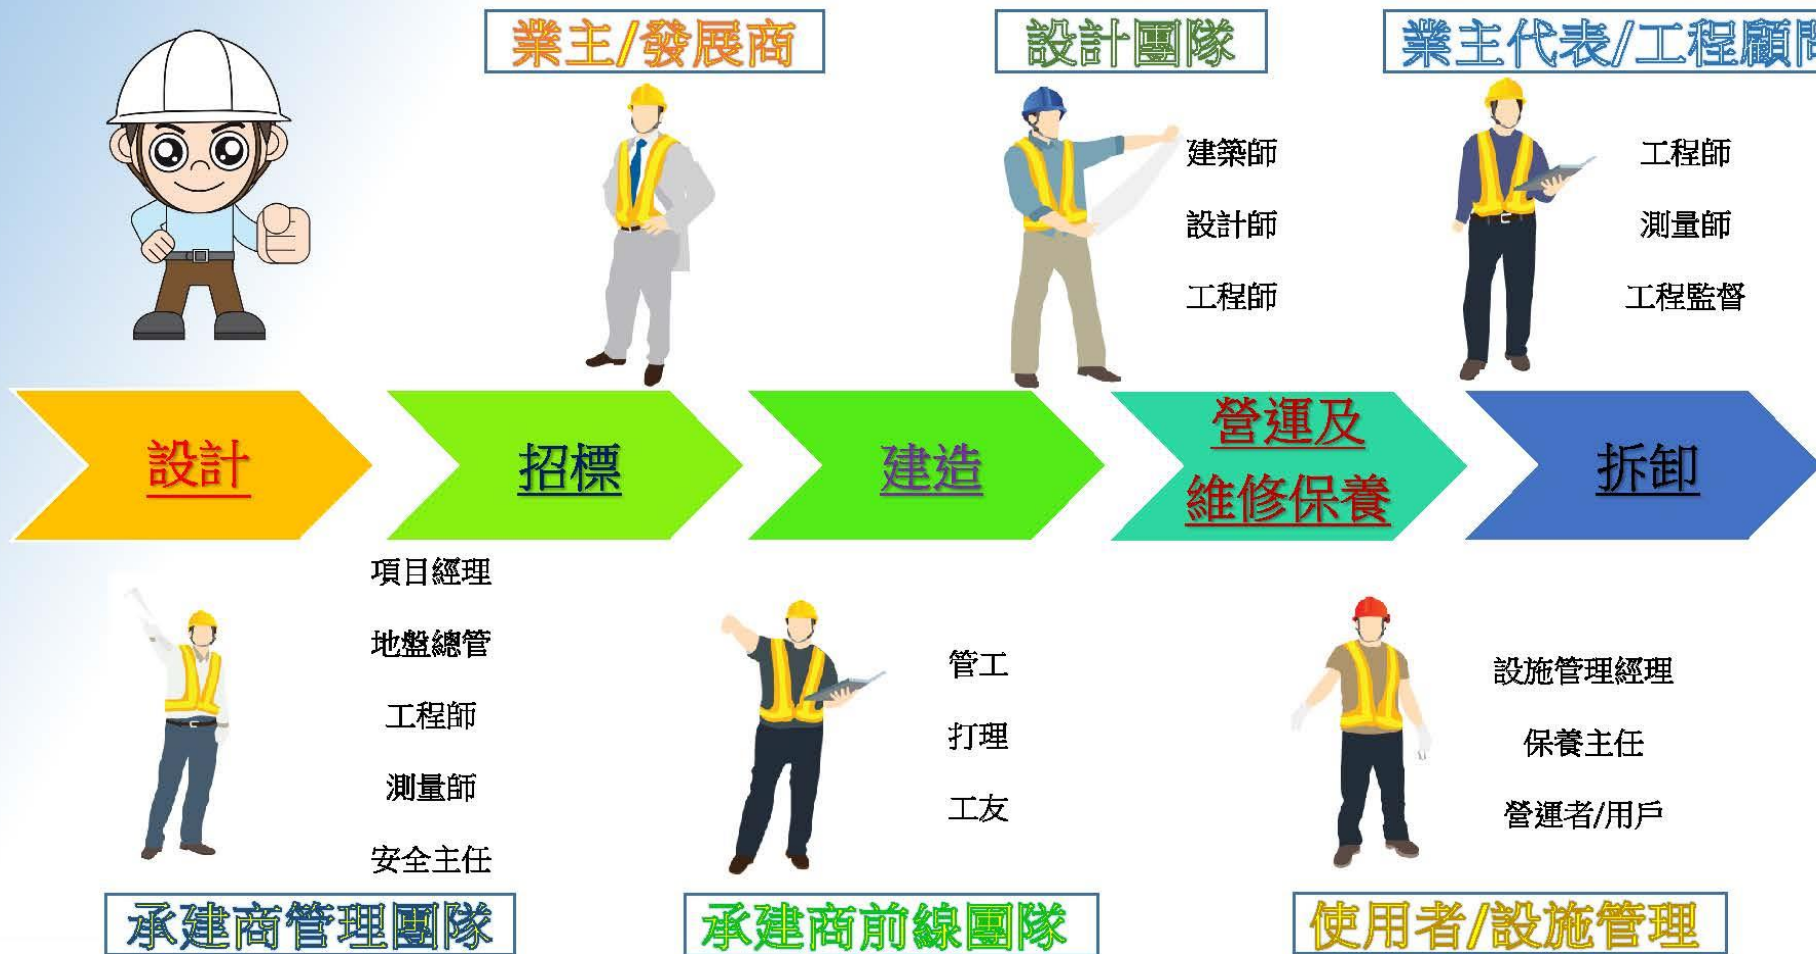 業主/發展商
設計團隊
業主代表/工程顧問
建築師
設計師
工程師
工程師
測量師
工程監督
設計
招標
建造
營運及
維修保養
拆卸
項目經理
地盤總管
工程師
測量師
安全主任
承建商管理團隊
管工
打理
工友
承建商前線團隊
設施管理經理
保養主任
營運者/用戶
使用者/設施管理